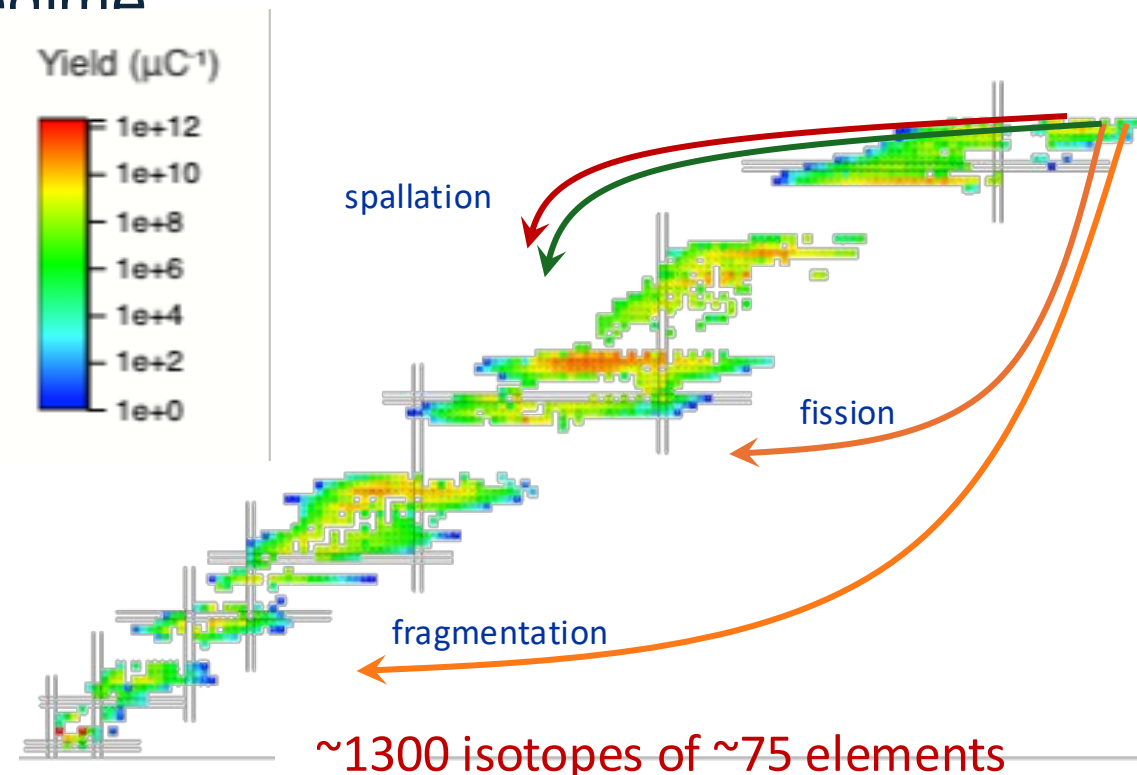 Yield (µC⁻¹)
1e+12
1e+10
1e+8
1e+6
1e+4
1e+2
1e+0
spallation
fission
fragmentation
~1300 isotopes of ~75 elements